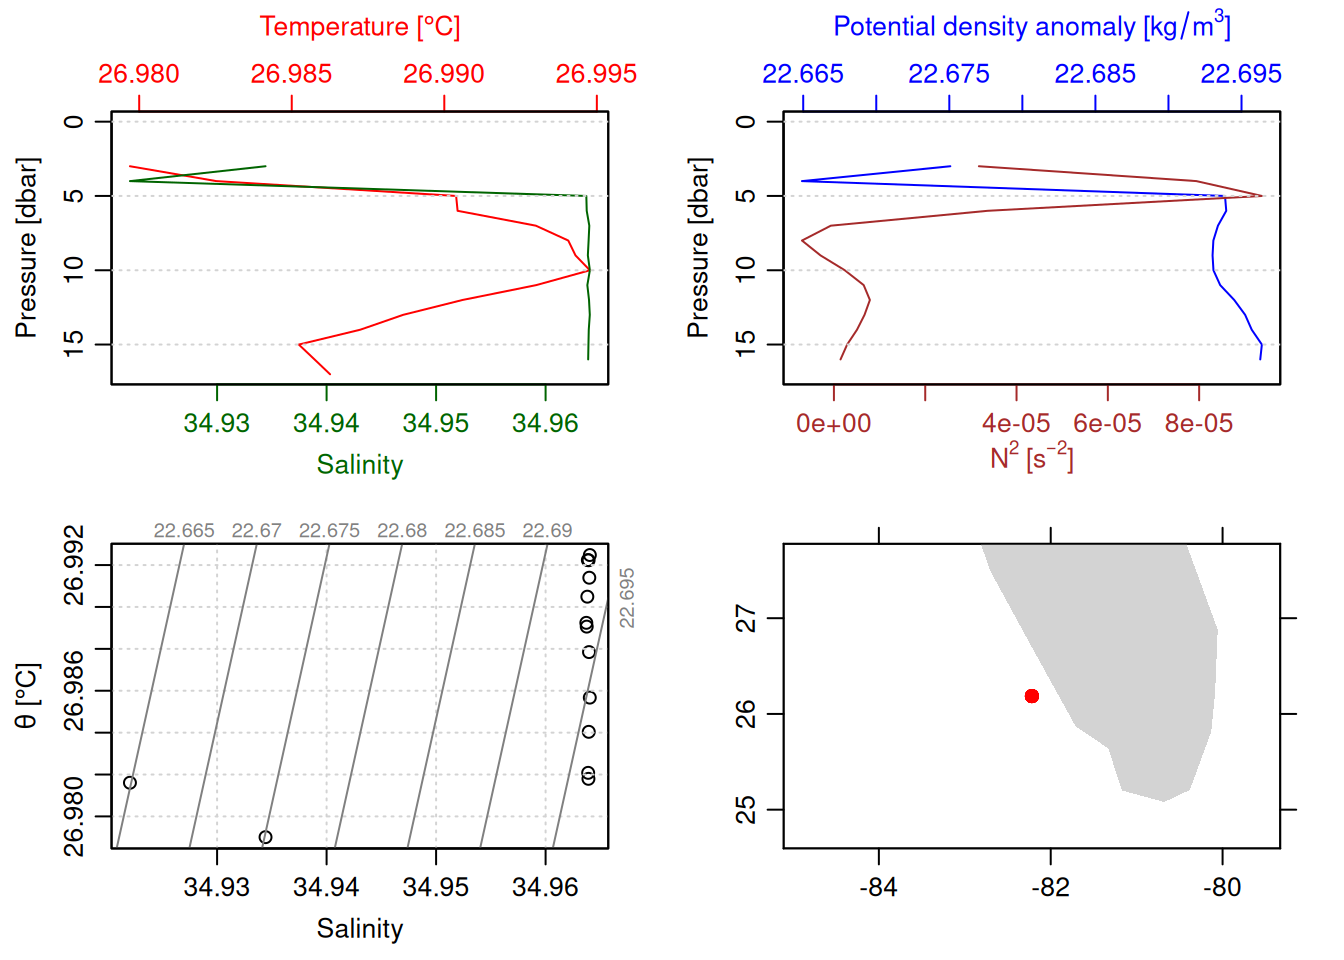 Temperature [°C]
26.980 26.985 26.990 26.995
0
5
10
15
Pressure [dbar]
34.93 34.94 34.95 34.96
Salinity
Potential density anomaly [kg/m³]
22.665 22.675 22.685 22.695
0
5
10
15
Pressure [dbar]
0e+00 4e-05 6e-05 8e-05
N² [s⁻²]
22.665 22.67 22.675 22.68 22.685 22.69
22.695
26.992
26.986
26.980
θ [°C]
34.93 34.94 34.95 34.96
Salinity
27
26
25
-84 -82 -80